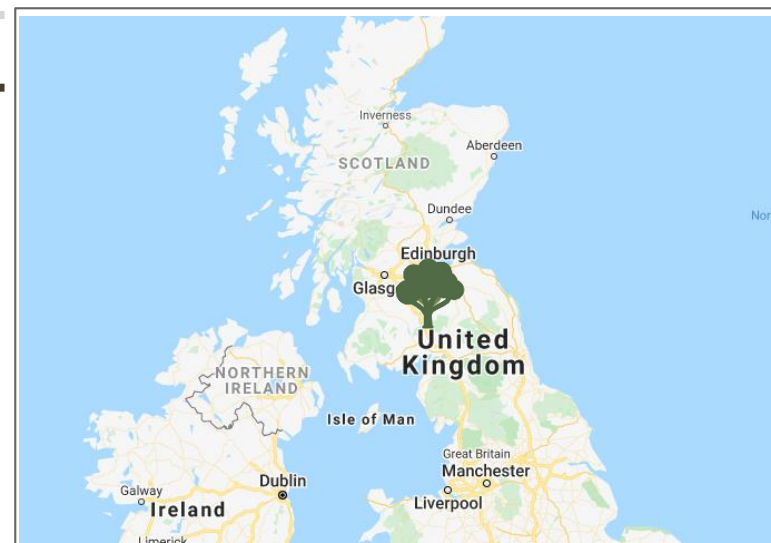 Inverness
SCOTLAND
Aberdeen
Dundee
Edinburgh
United
Kingdom
NORTHERN
IRELAND
Isle of Man
Great Britain
Manchester
Liverpool
Dublin
Galway
Ireland
Limerick